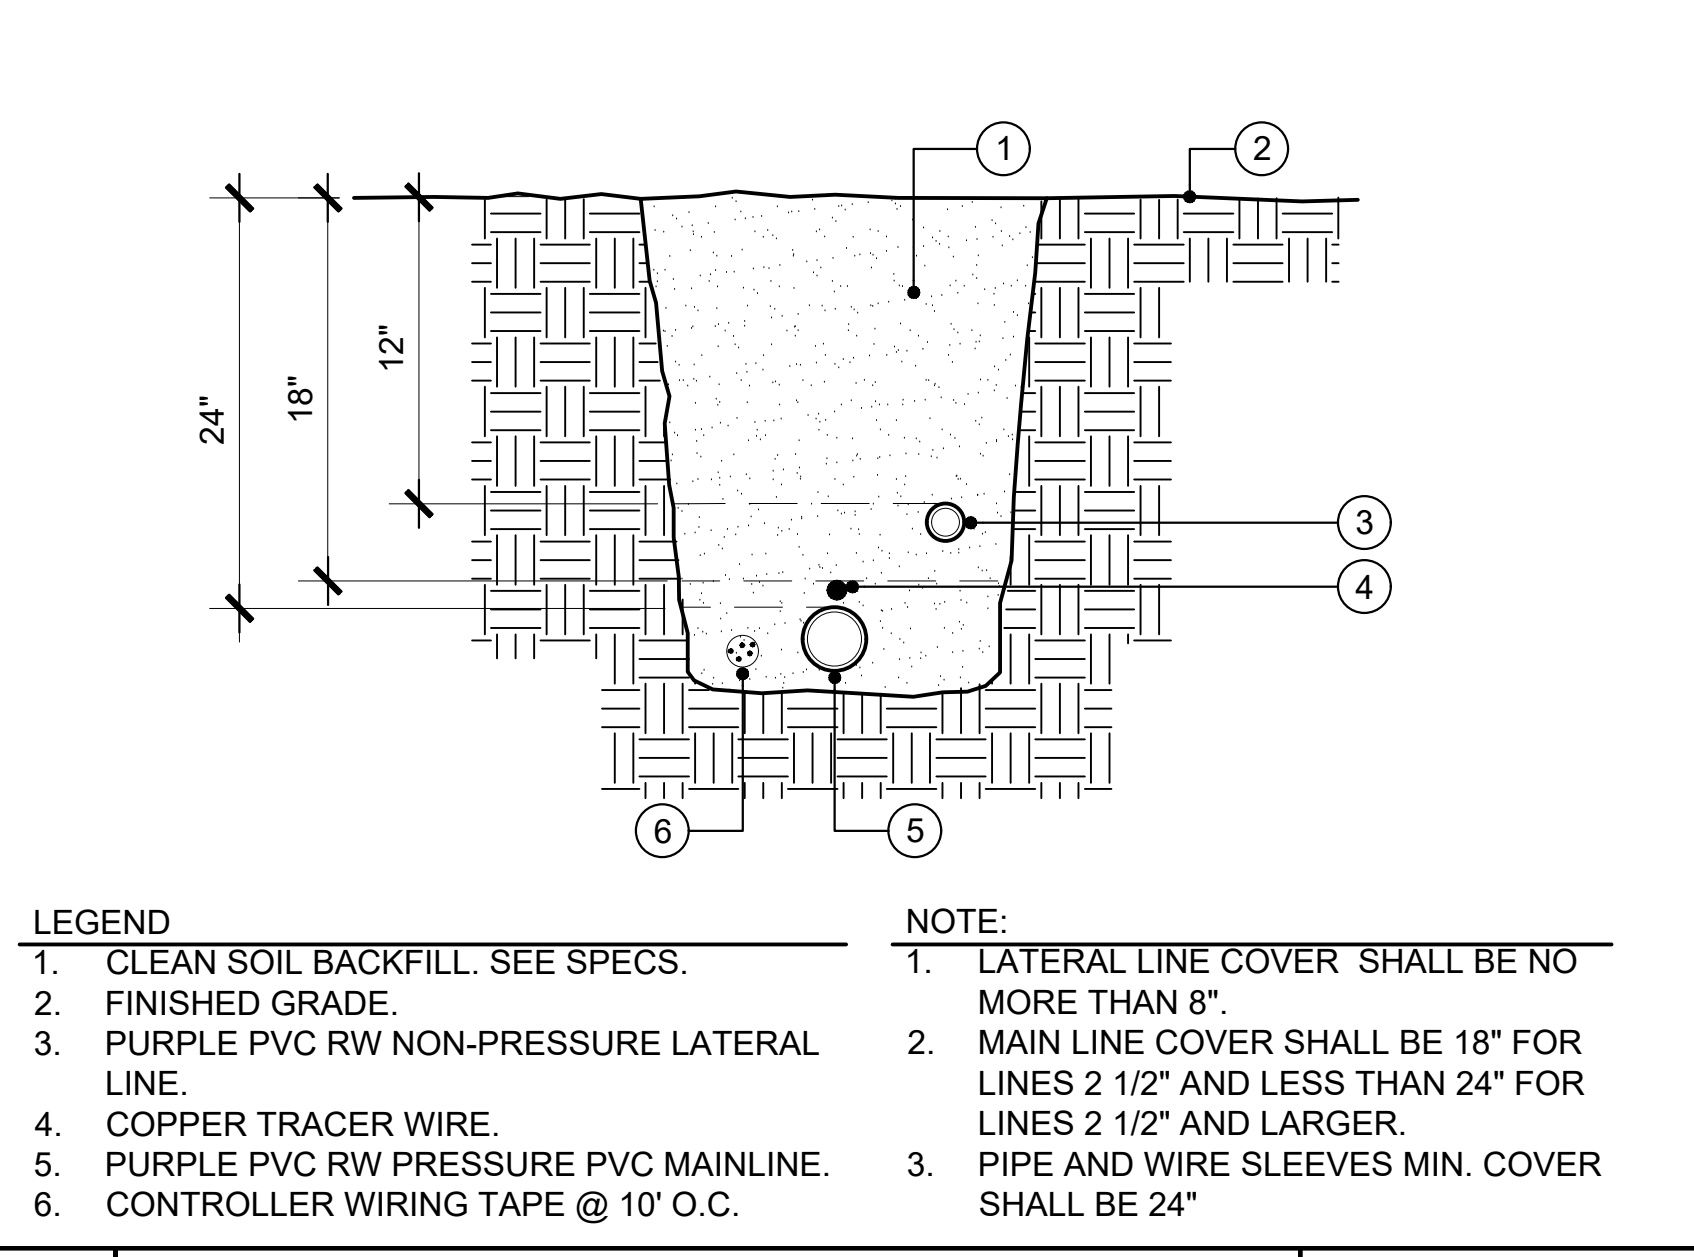 1
2
12"
18"
24"
3
4
6
5
LEGEND
1. CLEAN SOIL BACKFILL. SEE SPECS.
2. FINISHED GRADE.
3. PURPLE PVC RW NON-PRESSURE LATERAL
LINE.
4. COPPER TRACER WIRE.
5. PURPLE PVC RW PRESSURE PVC MAINLINE.
6. CONTROLLER WIRING TAPE @ 10' O.C.
NOTE:
1. LATERAL LINE COVER SHALL BE NO
MORE THAN 8".
2. MAIN LINE COVER SHALL BE 18" FOR
LINES 2 1/2" AND LESS THAN 24" FOR
LINES 2 1/2" AND LARGER.
3. PIPE AND WIRE SLEEVES MIN. COVER
SHALL BE 24"